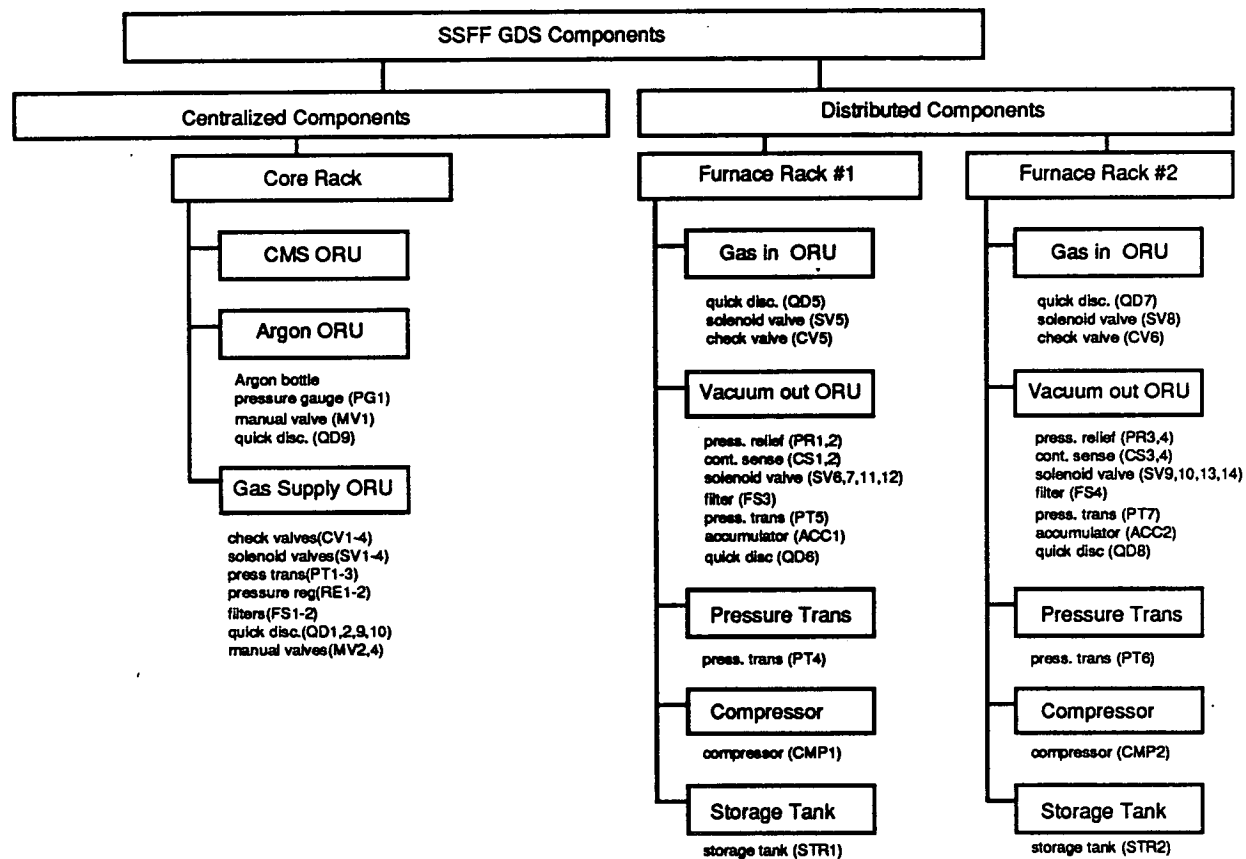 SSFF GDS Components
Centralized Components
Distributed Components
Core Rack
Furnace Rack #1
Furnace Rack #2
CMS ORU
Argon ORU
Argon bottle
pressure gauge (PG1)
manual valve (MV1)
quick disc. (QD9)
Gas Supply ORU
check valves(CV1-4)
solenoid valves(SV1-4)
press trans(PT1-3)
pressure reg(RE1-2)
filters(FS1-2)
quick disc.(QD1,2,9,10)
manual valves(MV2,4)
Gas in ORU
quick disc. (QD5)
solenoid valve (SV5)
check valve (CV5)
Vacuum out ORU
press. relief (PR1,2)
cont. sense (CS1,2)
solenoid valve (SV6,7,11,12)
filter (FS3)
press. trans (PT5)
accumulator (ACC1)
quick disc (QD6)
Pressure Trans
press. trans (PT4)
Compressor
compressor (CMP1)
Storage Tank
storage tank (STR1)
Gas in ORU
quick disc. (QD7)
solenoid valve (SV8)
check valve (CV6)
Vacuum out ORU
press. relief (PR3,4)
cont. sense (CS3,4)
solenoid valve (SV9,10,13,14)
filter (FS4)
press. trans (PT7)
accumulator (ACC2)
quick disc (QD8)
Pressure Trans
press. trans (PT6)
Compressor
compressor (CMP2)
Storage Tank
storage tank (STR2)